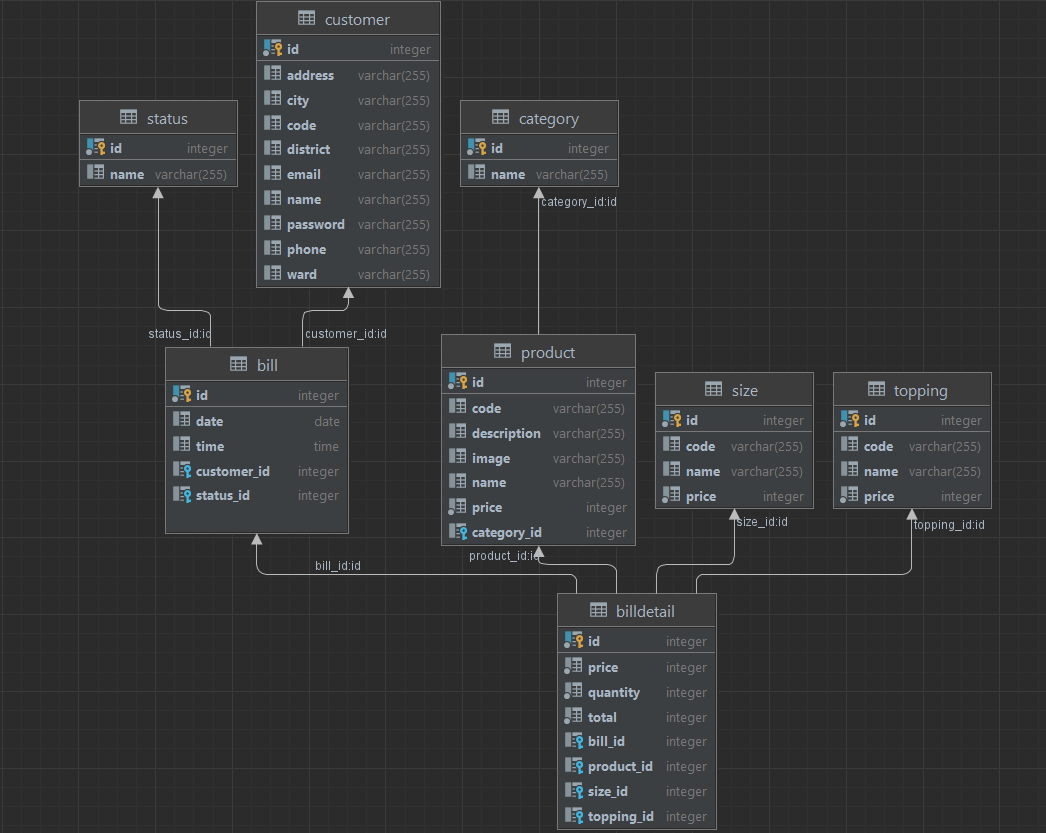 customer
id integer
address varchar(255)
city varchar(255)
code varchar(255)
district varchar(255)
email varchar(255)
name varchar(255)
password varchar(255)
phone varchar(255)
ward varchar(255)
status
id integer
name varchar(255)
category
id integer
name varchar(255)
category_id:id
status_id:id
customer_id:id
bill
id integer
date date
time time
customer_id integer
status_id integer
product
id integer
code varchar(255)
description varchar(255)
image varchar(255)
name varchar(255)
price integer
category_id integer
size
id integer
code varchar(255)
name varchar(255)
price integer
topping
id integer
code varchar(255)
name varchar(255)
price integer
bill_id:id
product_id:id
size_id:id
topping_id:id
billdetail
id integer
price integer
quantity integer
total integer
bill_id integer
product_id integer
size_id integer
topping_id integer